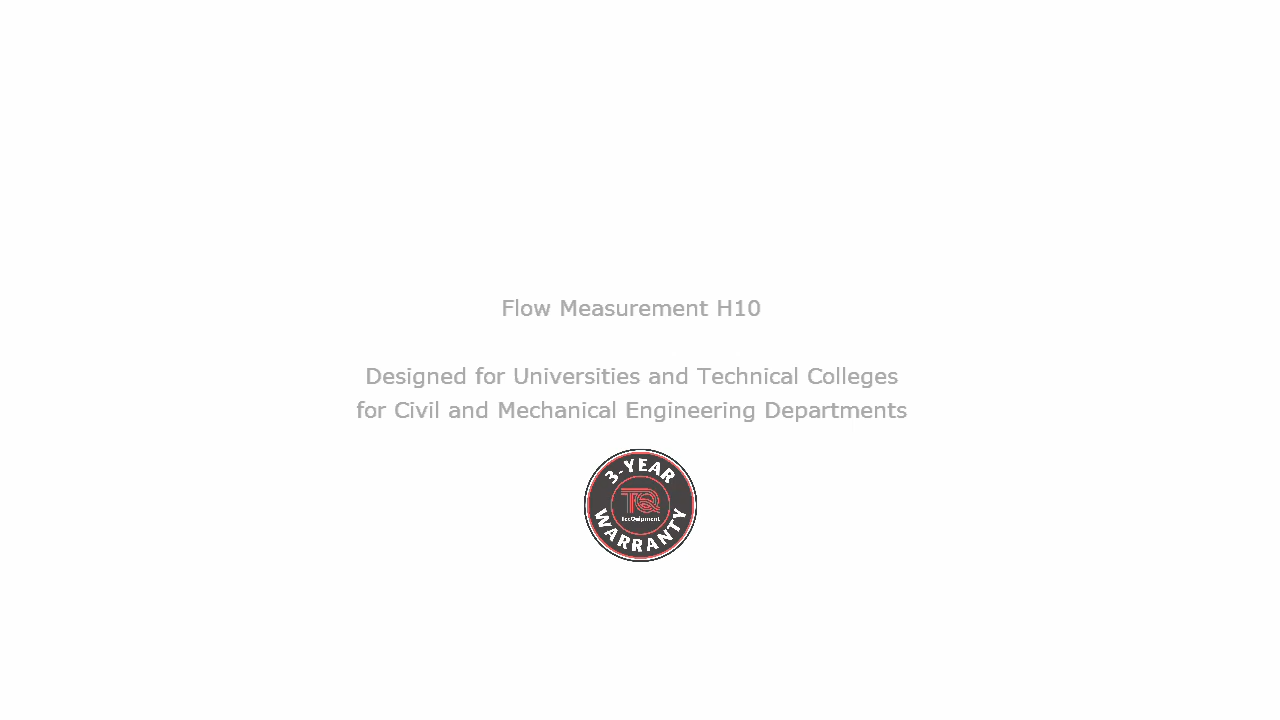 Flow Measurement H10
Designed for Universities and Technical Colleges
for Civil and Mechanical Engineering Departments
3-YEAR
TQ
TecQuipment
WARRANTY